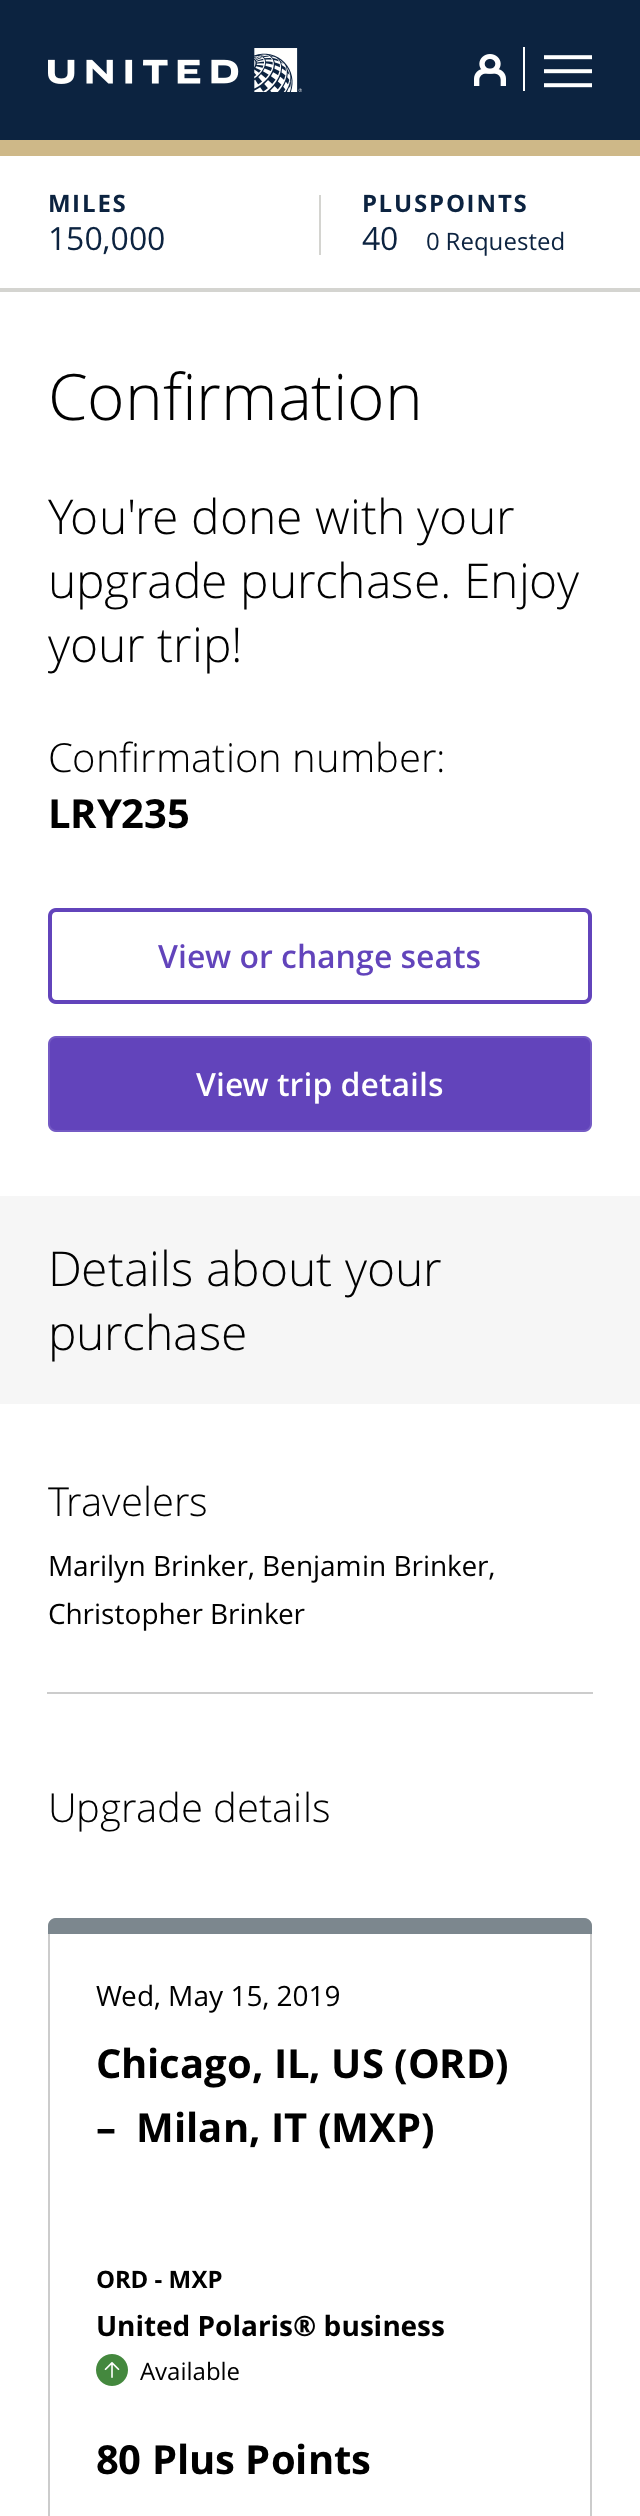 UNITED
MILES
150,000
PLUSPOINTS
40 0 Requested
Confirmation
You're done with your
upgrade purchase. Enjoy
your trip!
Confirmation number:
LRY235
View or change seats
View trip details
Details about your
purchase
Travelers
Marilyn Brinker, Benjamin Brinker,
Christopher Brinker
Upgrade details
Wed, May 15, 2019
Chicago, IL, US (ORD)
– Milan, IT (MXP)
ORD - MXP
United Polaris® business
Available
80 Plus Points